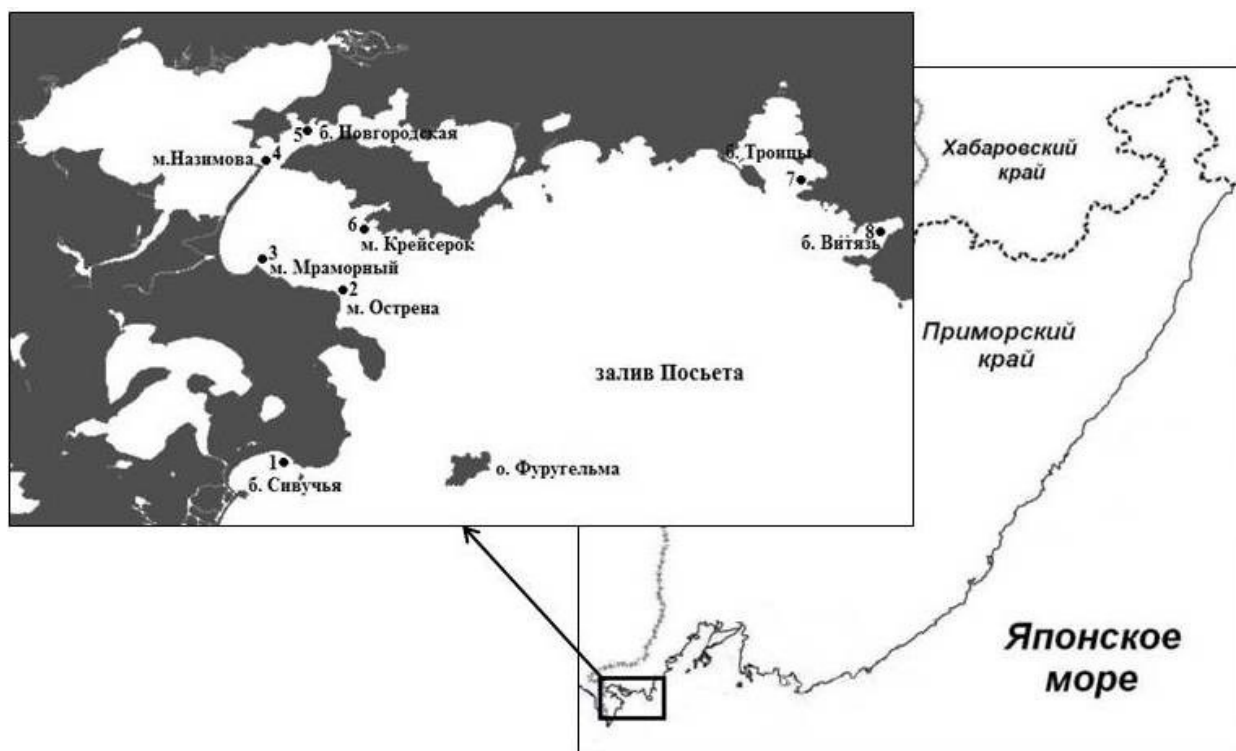 5
б. Новгородская
4
м.Назимова
б. Троицы
7
6
м. Крейсерок
8
б. Витязь
3
м. Мраморный
2
м. Острена
залив Посьета
1
б. Сивучья
о. Фуругельма
Хабаровский
край
Приморский
край
Японское
море